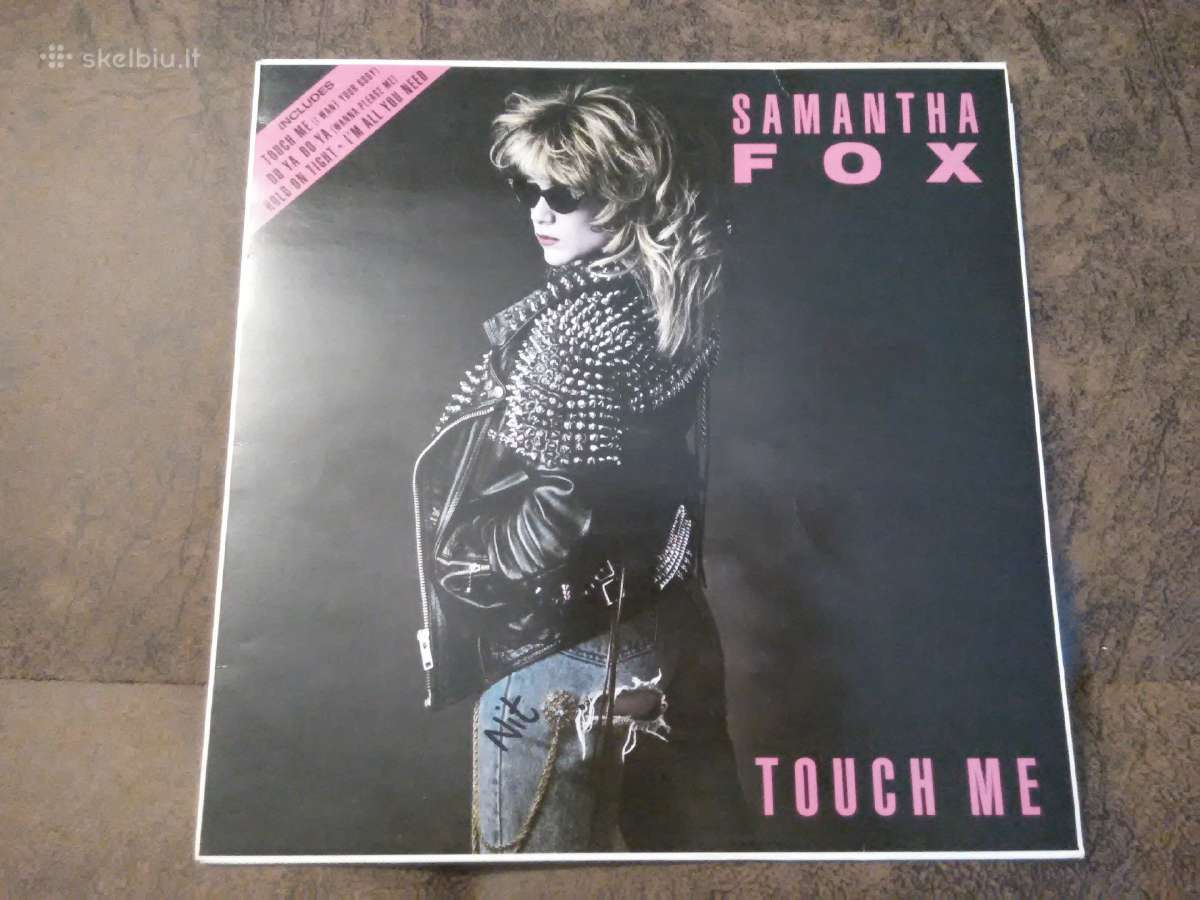 skelbiu.lt
INCLUDES
TOUCH ME (I WANT YOUR BODY)
DO YA DO YA (WANNA PLEASE ME)
HOLD ON TIGHT • I'M ALL YOU NEED
SAMANTHA
FOX
Nit
TOUCH ME